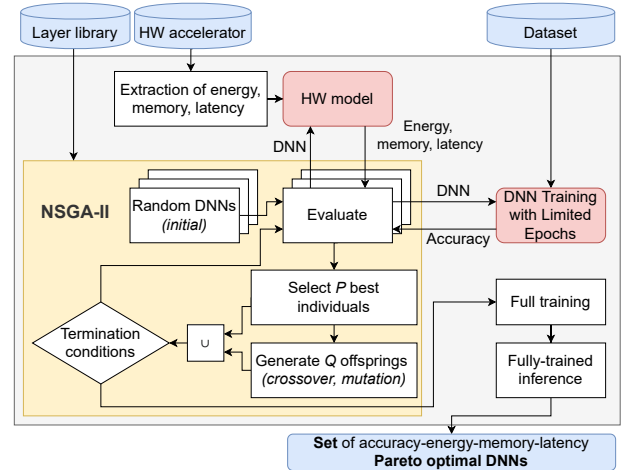 Layer library
HW accelerator
Dataset
Extraction of energy,
memory, latency
HW model
DNN
Energy,
memory, latency
NSGA-II
Random DNNs
(initial)
Evaluate
DNN
Accuracy
DNN Training
with Limited
Epochs
Select P best
individuals
Termination
conditions
∪
Generate Q offsprings
(crossover, mutation)
Full training
Fully-trained
inference
Set of accuracy-energy-memory-latency
Pareto optimal DNNs